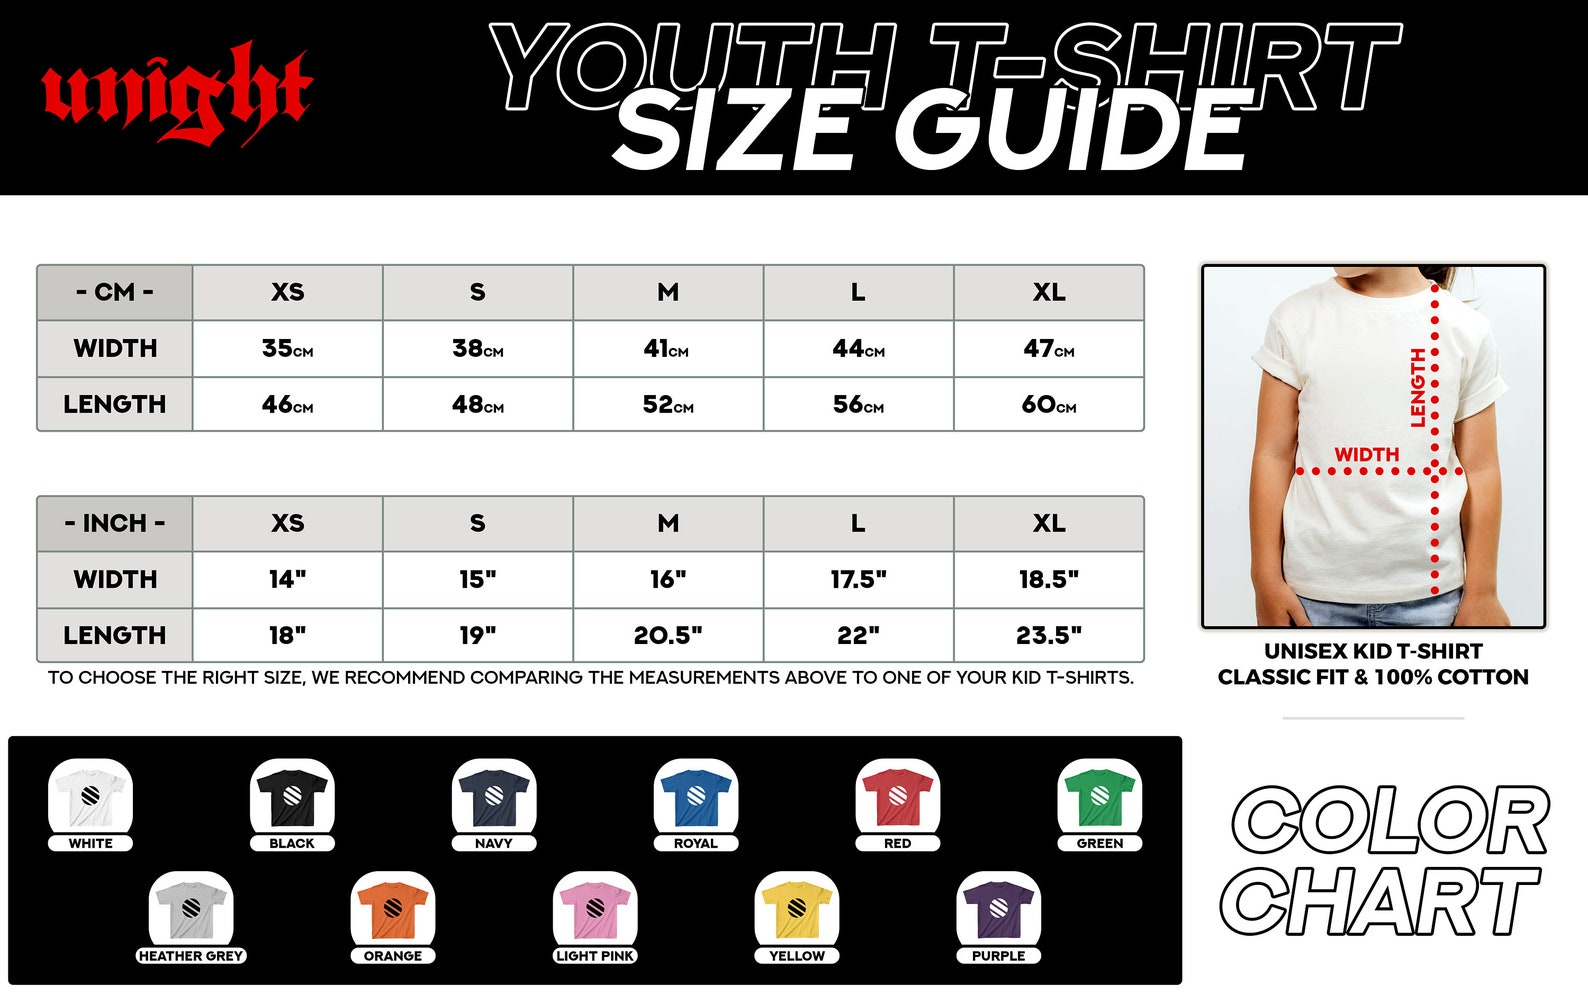 unight
YOUTH T-SHIRT
SIZE GUIDE
- CM - XS S M L XL
WIDTH 35CM 38CM 41CM 44CM 47CM
LENGTH 46CM 48CM 52CM 56CM 60CM
- INCH - XS S M L XL
WIDTH 14" 15" 16" 17.5" 18.5"
LENGTH 18" 19" 20.5" 22" 23.5"
TO CHOOSE THE RIGHT SIZE, WE RECOMMEND COMPARING THE MEASUREMENTS ABOVE TO ONE OF YOUR KID T-SHIRTS.
LENGTH
WIDTH
UNISEX KID T-SHIRT
CLASSIC FIT & 100% COTTON
WHITE BLACK NAVY ROYAL RED GREEN
HEATHER GREY ORANGE LIGHT PINK YELLOW PURPLE
COLOR
CHART